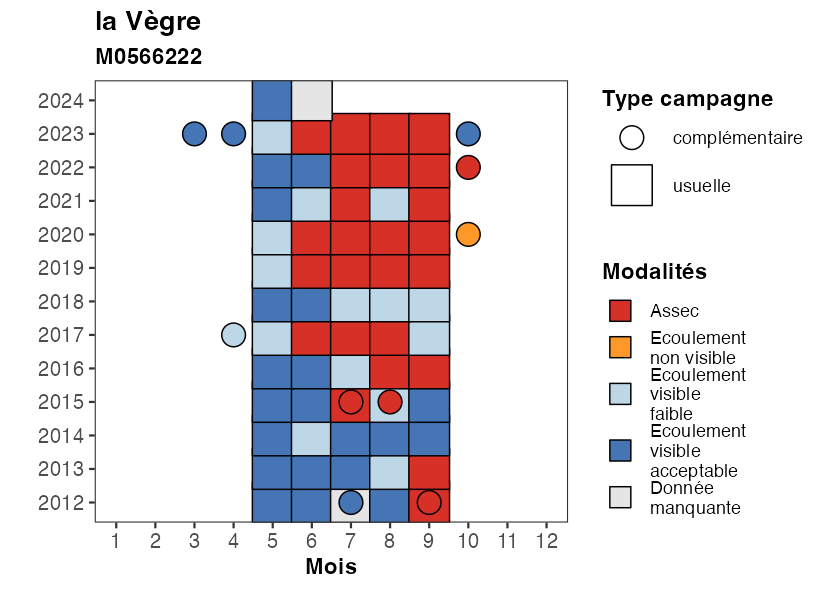 la Vègre
M0566222
2024
2023
2022
2021
2020
2019
2018
2017
2016
2015
2014
2013
2012
1 2 3 4 5 6 7 8 9 10 11 12
Mois
Type campagne
complémentaire
usuelle
Modalités
Assec
Ecoulement
non visible
Ecoulement
visible
faible
Ecoulement
visible
acceptable
Donnée
manquante